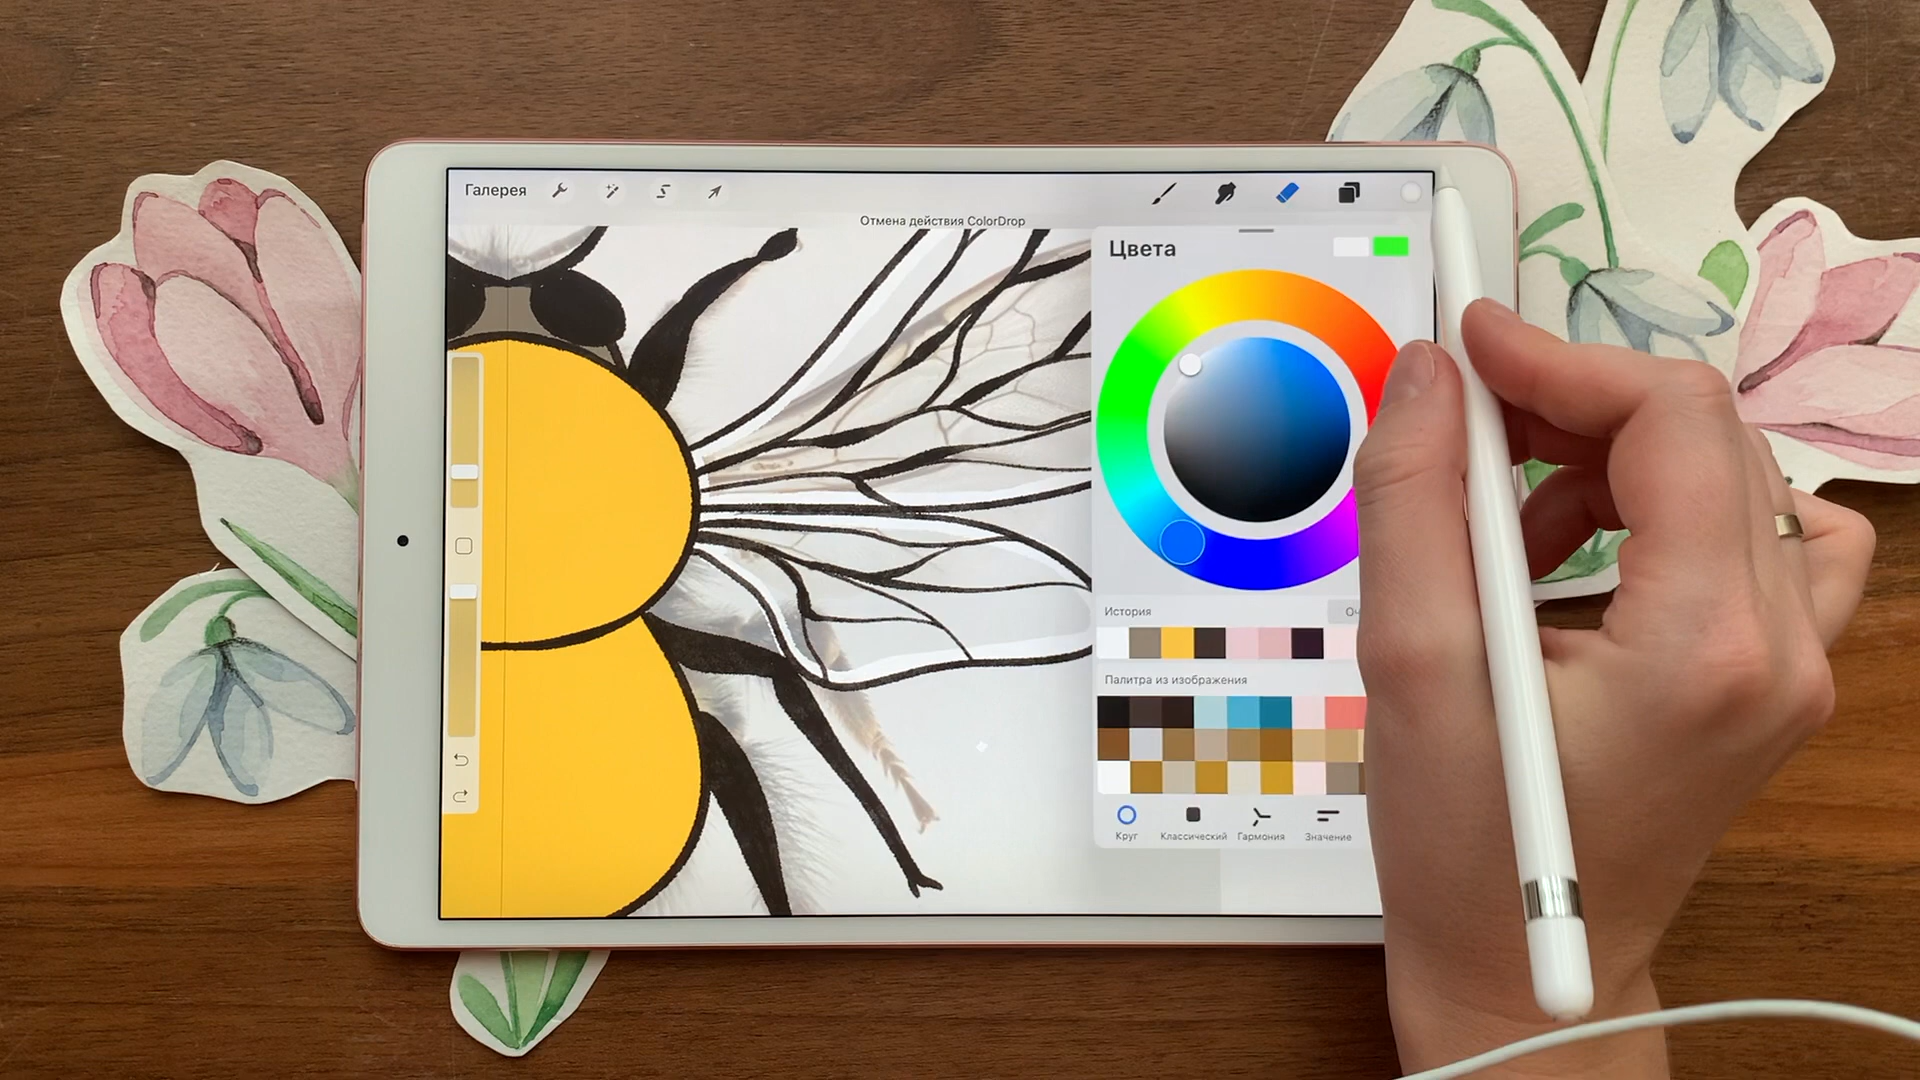 Галерея
Отмена действия ColorDrop
Цвета
История
Палитра из изображения
Круг
Классический
Гармония
Значение